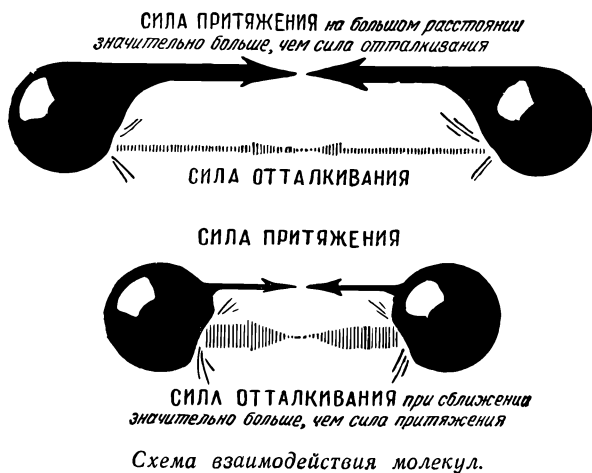 СИЛА ПРИТЯЖЕНИЯ на большом расстоянии
значительно больше, чем сила отталкивания
СИЛА ОТТАЛКИВАНИЯ
СИЛА ПРИТЯЖЕНИЯ
СИЛА ОТТАЛКИВАНИЯ при сближении
значительно больше, чем сила притяжения
Схема взаимодействия молекул.